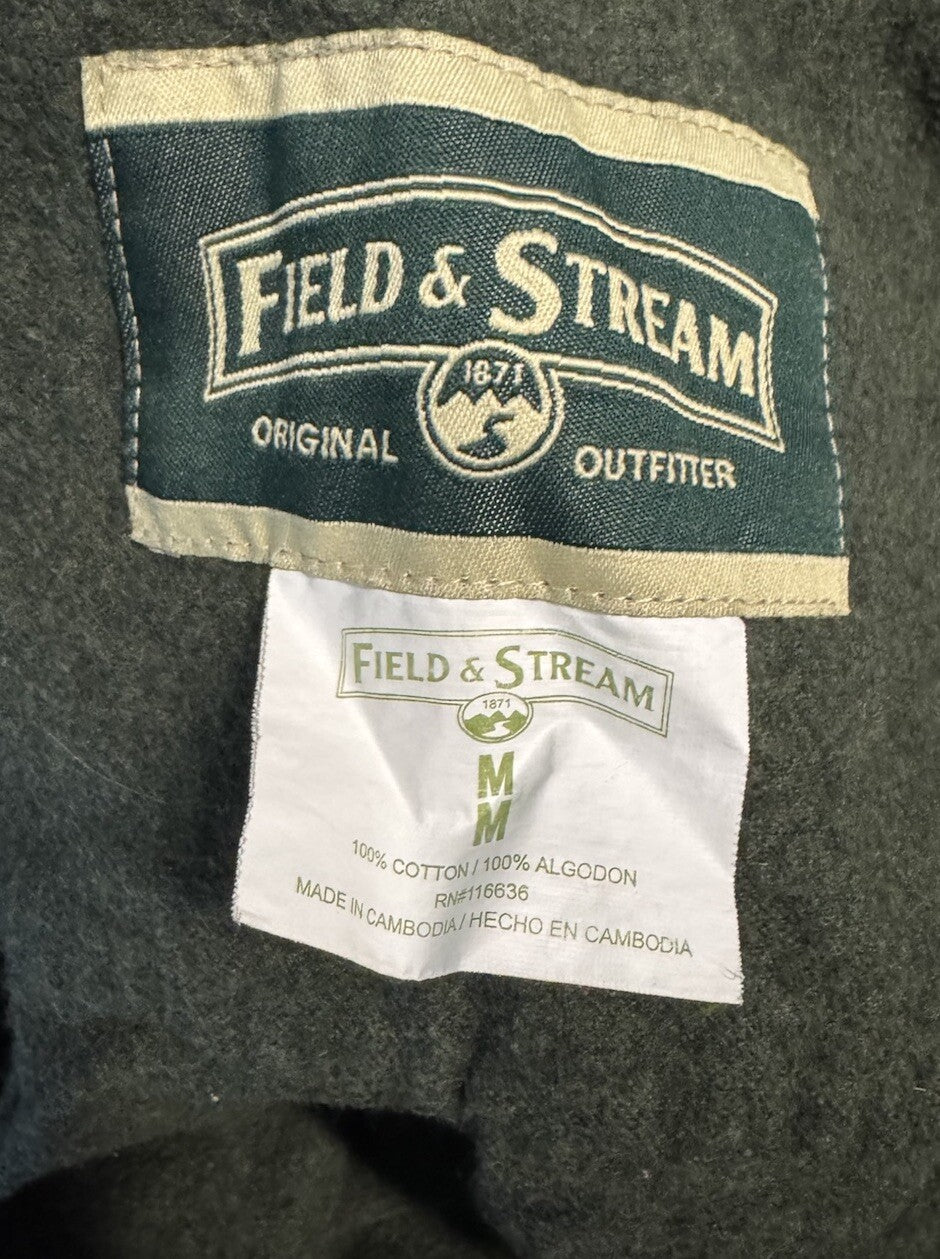 FIELD & STREAM
1871
ORIGINAL OUTFITTER
FIELD & STREAM
1871
M
M
100% COTTON / 100% ALGODON
RN#116636
MADE IN CAMBODIA / HECHO EN CAMBODIA